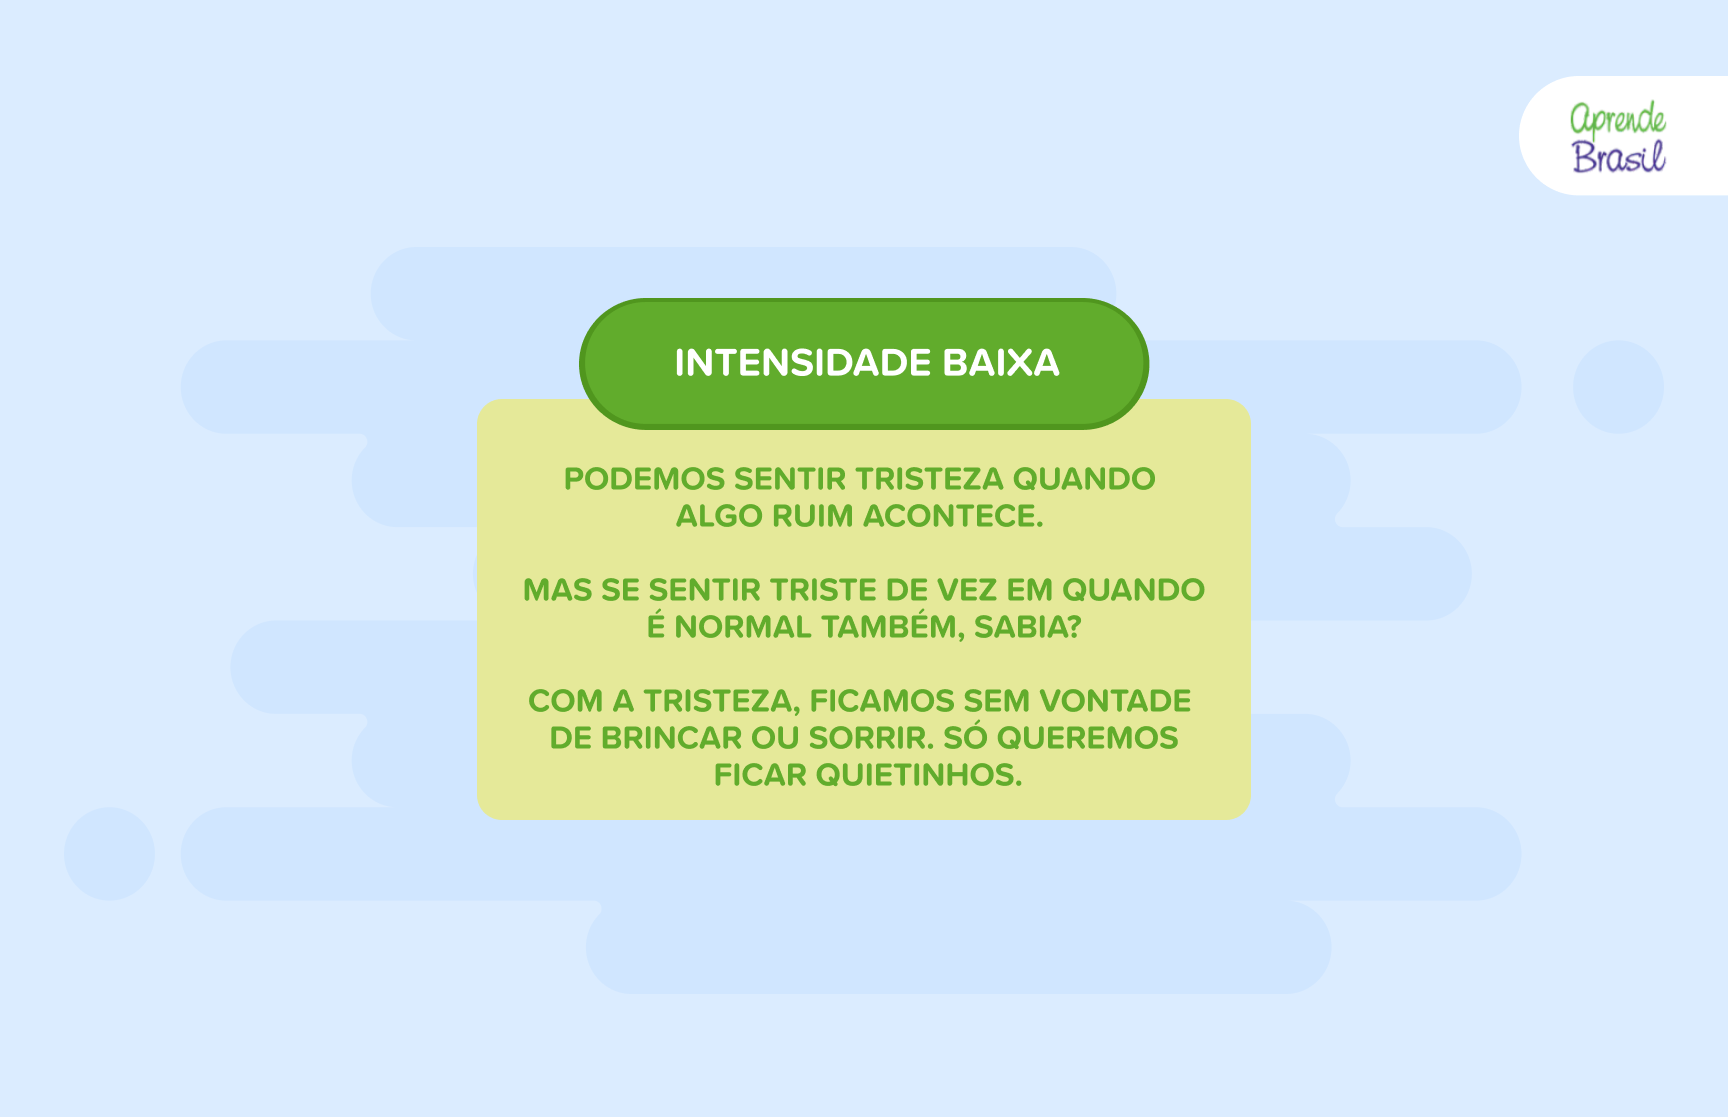 aprende
Brasil
INTENSIDADE BAIXA
PODEMOS SENTIR TRISTEZA QUANDO
ALGO RUIM ACONTECE.
MAS SE SENTIR TRISTE DE VEZ EM QUANDO
É NORMAL TAMBÉM, SABIA?
COM A TRISTEZA, FICAMOS SEM VONTADE
DE BRINCAR OU SORRIR. SÓ QUEREMOS
FICAR QUIETINHOS.